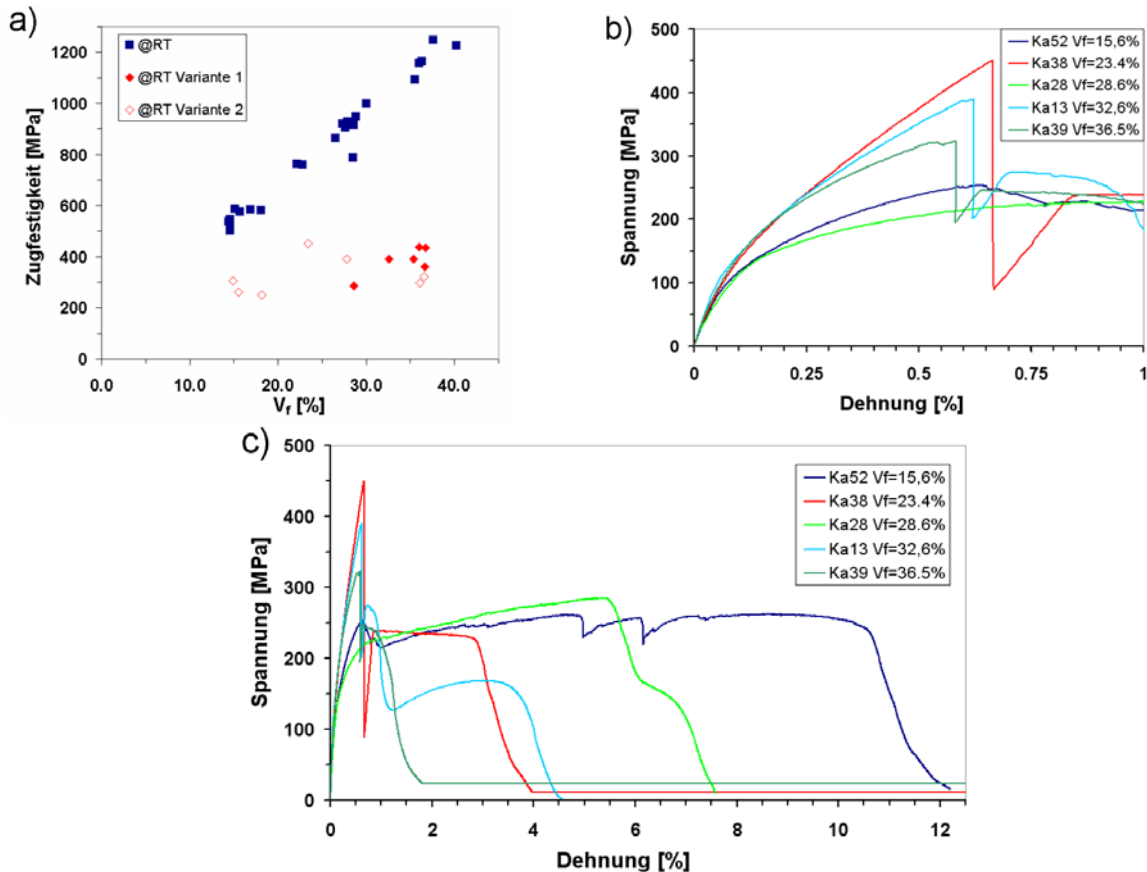 a)
Zugfestigkeit [MPa]
1200
1000
800
600
400
200
0
@RT
@RT Variante 1
@RT Variante 2
0.0
10.0
20.0
30.0
40.0
Vf [%]
b)
Spannung [MPa]
500
400
300
200
100
0
Ka52 Vf=15,6%
Ka38 Vf=23.4%
Ka28 Vf=28.6%
Ka13 Vf=32,6%
Ka39 Vf=36.5%
0
0.25
0.5
0.75
1
Dehnung [%]
c)
Spannung [MPa]
500
400
300
200
100
0
Ka52 Vf=15,6%
Ka38 Vf=23.4%
Ka28 Vf=28.6%
Ka13 Vf=32,6%
Ka39 Vf=36.5%
0
2
4
6
8
10
12
Dehnung [%]